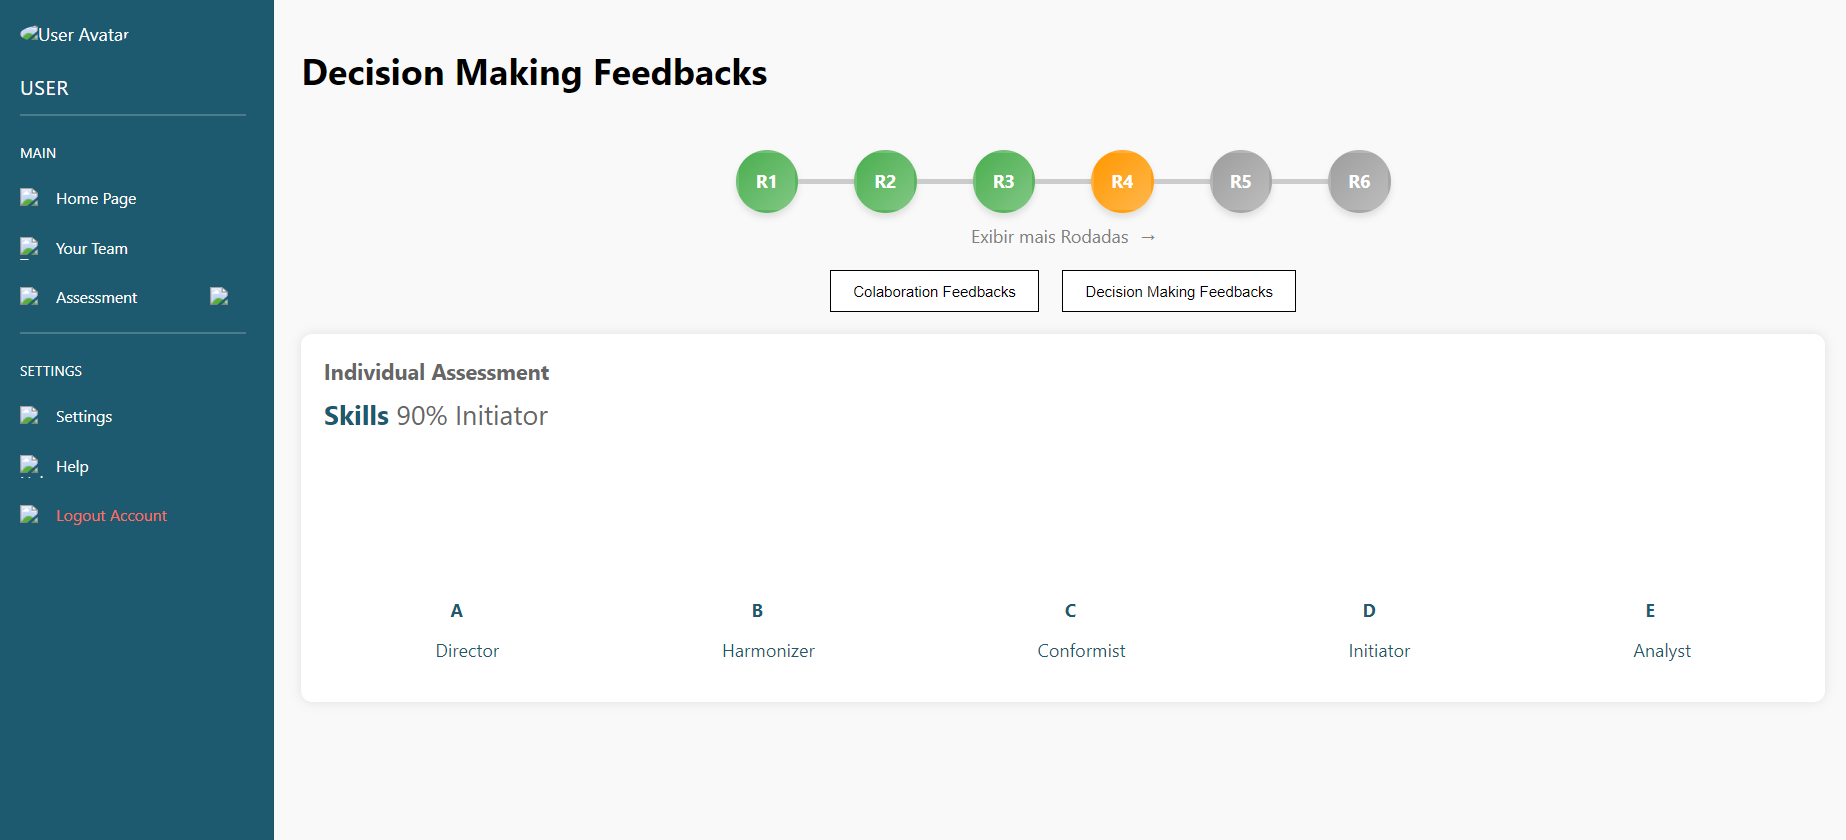 User Avatar
USER
MAIN
Home Page
Your Team
Assessment
SETTINGS
Settings
Help
Logout Account
Decision Making Feedbacks
R1 R2 R3 R4 R5 R6
Exibir mais Rodadas →
Colaboration Feedbacks Decision Making Feedbacks
Individual Assessment
Skills 90% Initiator
A B C D E
Director Harmonizer Conformist Initiator Analyst